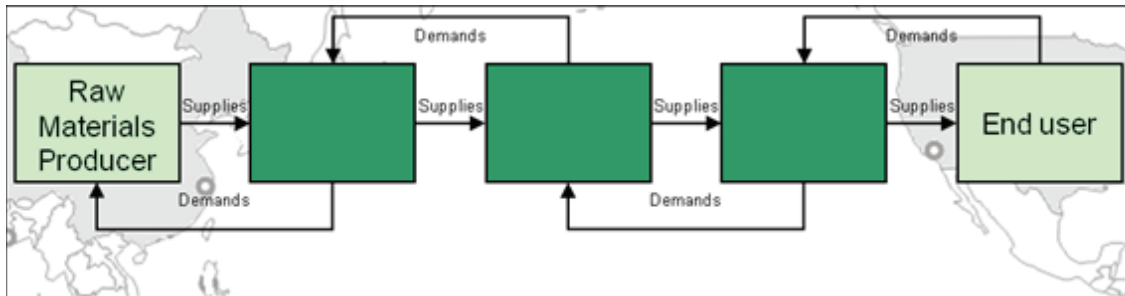 Demands
Demands
Raw
Materials
Producer
Supplies
Supplies
Supplies
Supplies
End user
Demands
Demands